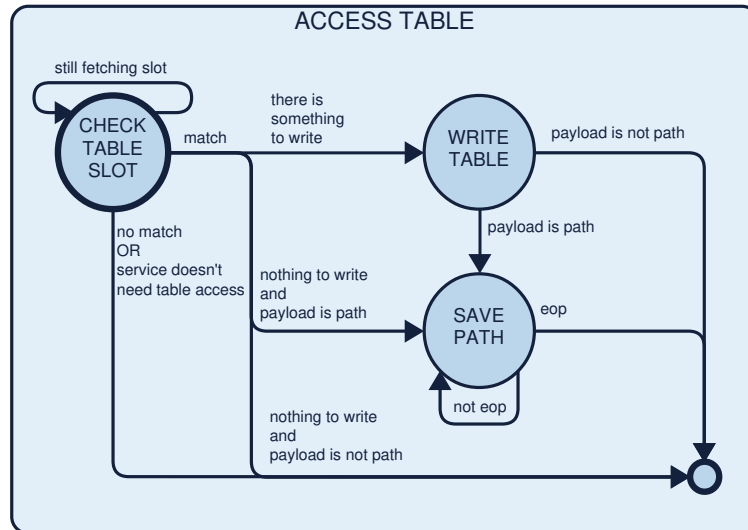 ACCESS TABLE
still fetching slot
CHECK
TABLE
SLOT
match
there is
something
to write
WRITE
TABLE
payload is not path
payload is path
no match
OR
service doesn't
need table access
nothing to write
and
payload is path
SAVE
PATH
eop
not eop
nothing to write
and
payload is not path